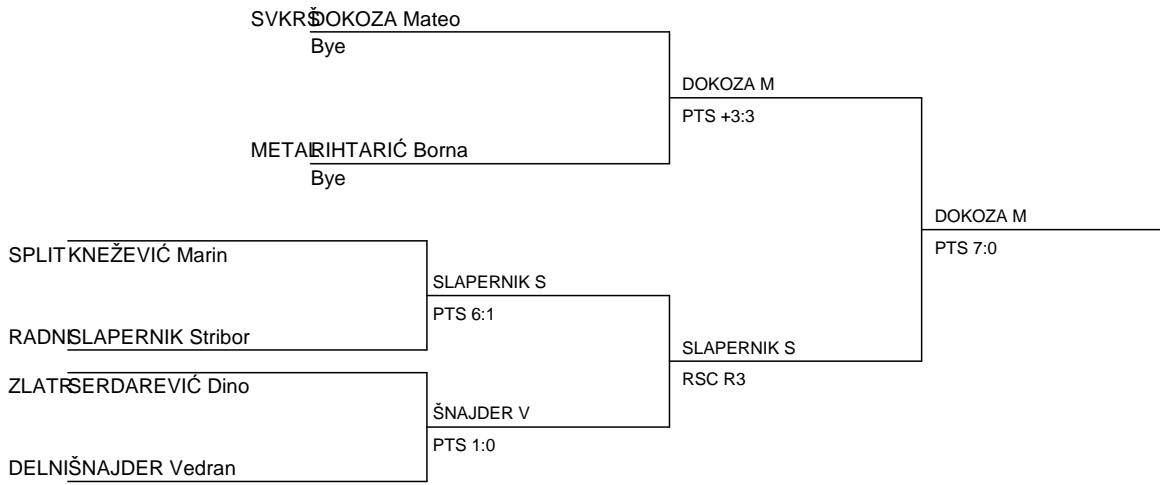 SVKRŠ DOKOZA Mateo
Bye
DOKOZA M
PTS +3:3
METAL RIHTARIĆ Borna
Bye
DOKOZA M
PTS 7:0
SPLIT KNEŽEVIĆ Marin
SLAPERNIK S
PTS 6:1
RADNI SLAPERNIK Stribor
SLAPERNIK S
RSC R3
ZLATR SERDAREVIĆ Dino
ŠNAJDER V
PTS 1:0
DELNI ŠNAJDER Vedran